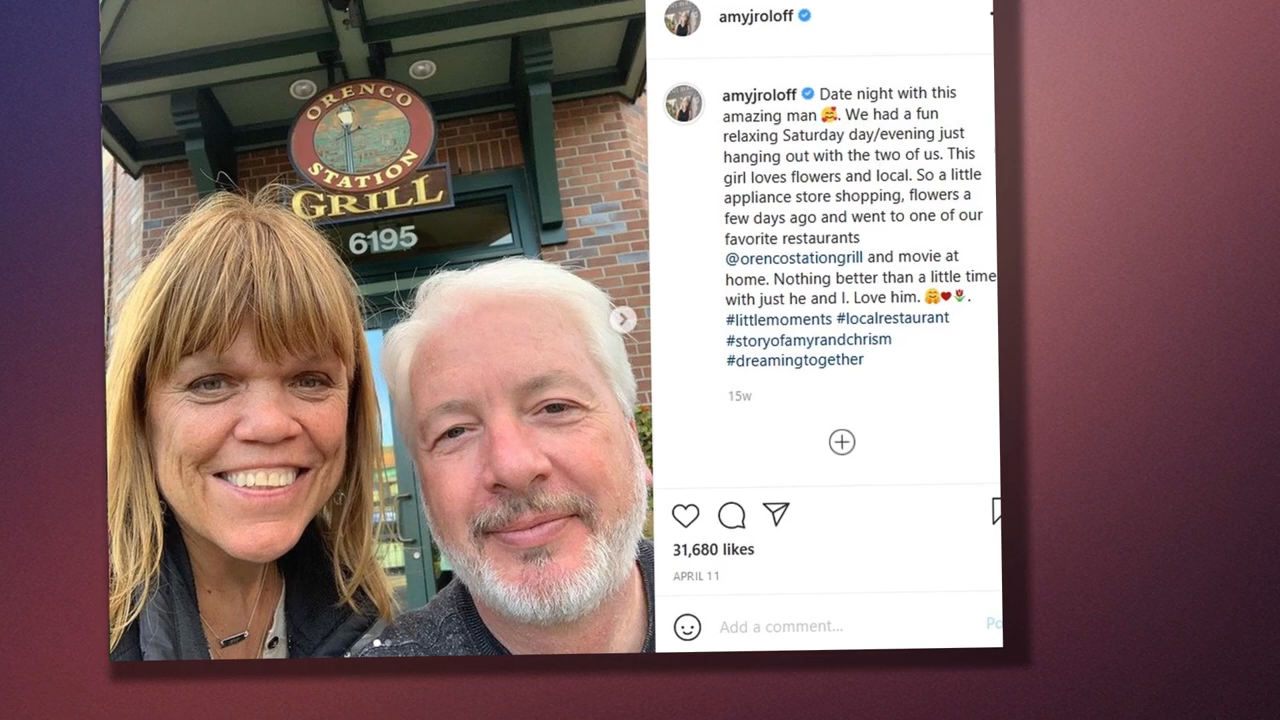 ORENCO
STATION
GRILL
6195
amyjroloff
amyjroloff Date night with this
amazing man 🥰. We had a fun
relaxing Saturday day/evening just
hanging out with the two of us. This
girl loves flowers and local. So a little
appliance store shopping, flowers a
few days ago and went to one of our
favorite restaurants
@orencostationgrill and movie at
home. Nothing better than a little time
with just he and I. Love him. 🤗❤️🌷.
#littlemoments #localrestaurant
#storyofamyrandchrism
#dreamingtogether
15w
31,680 likes
APRIL 11
Add a comment... Po